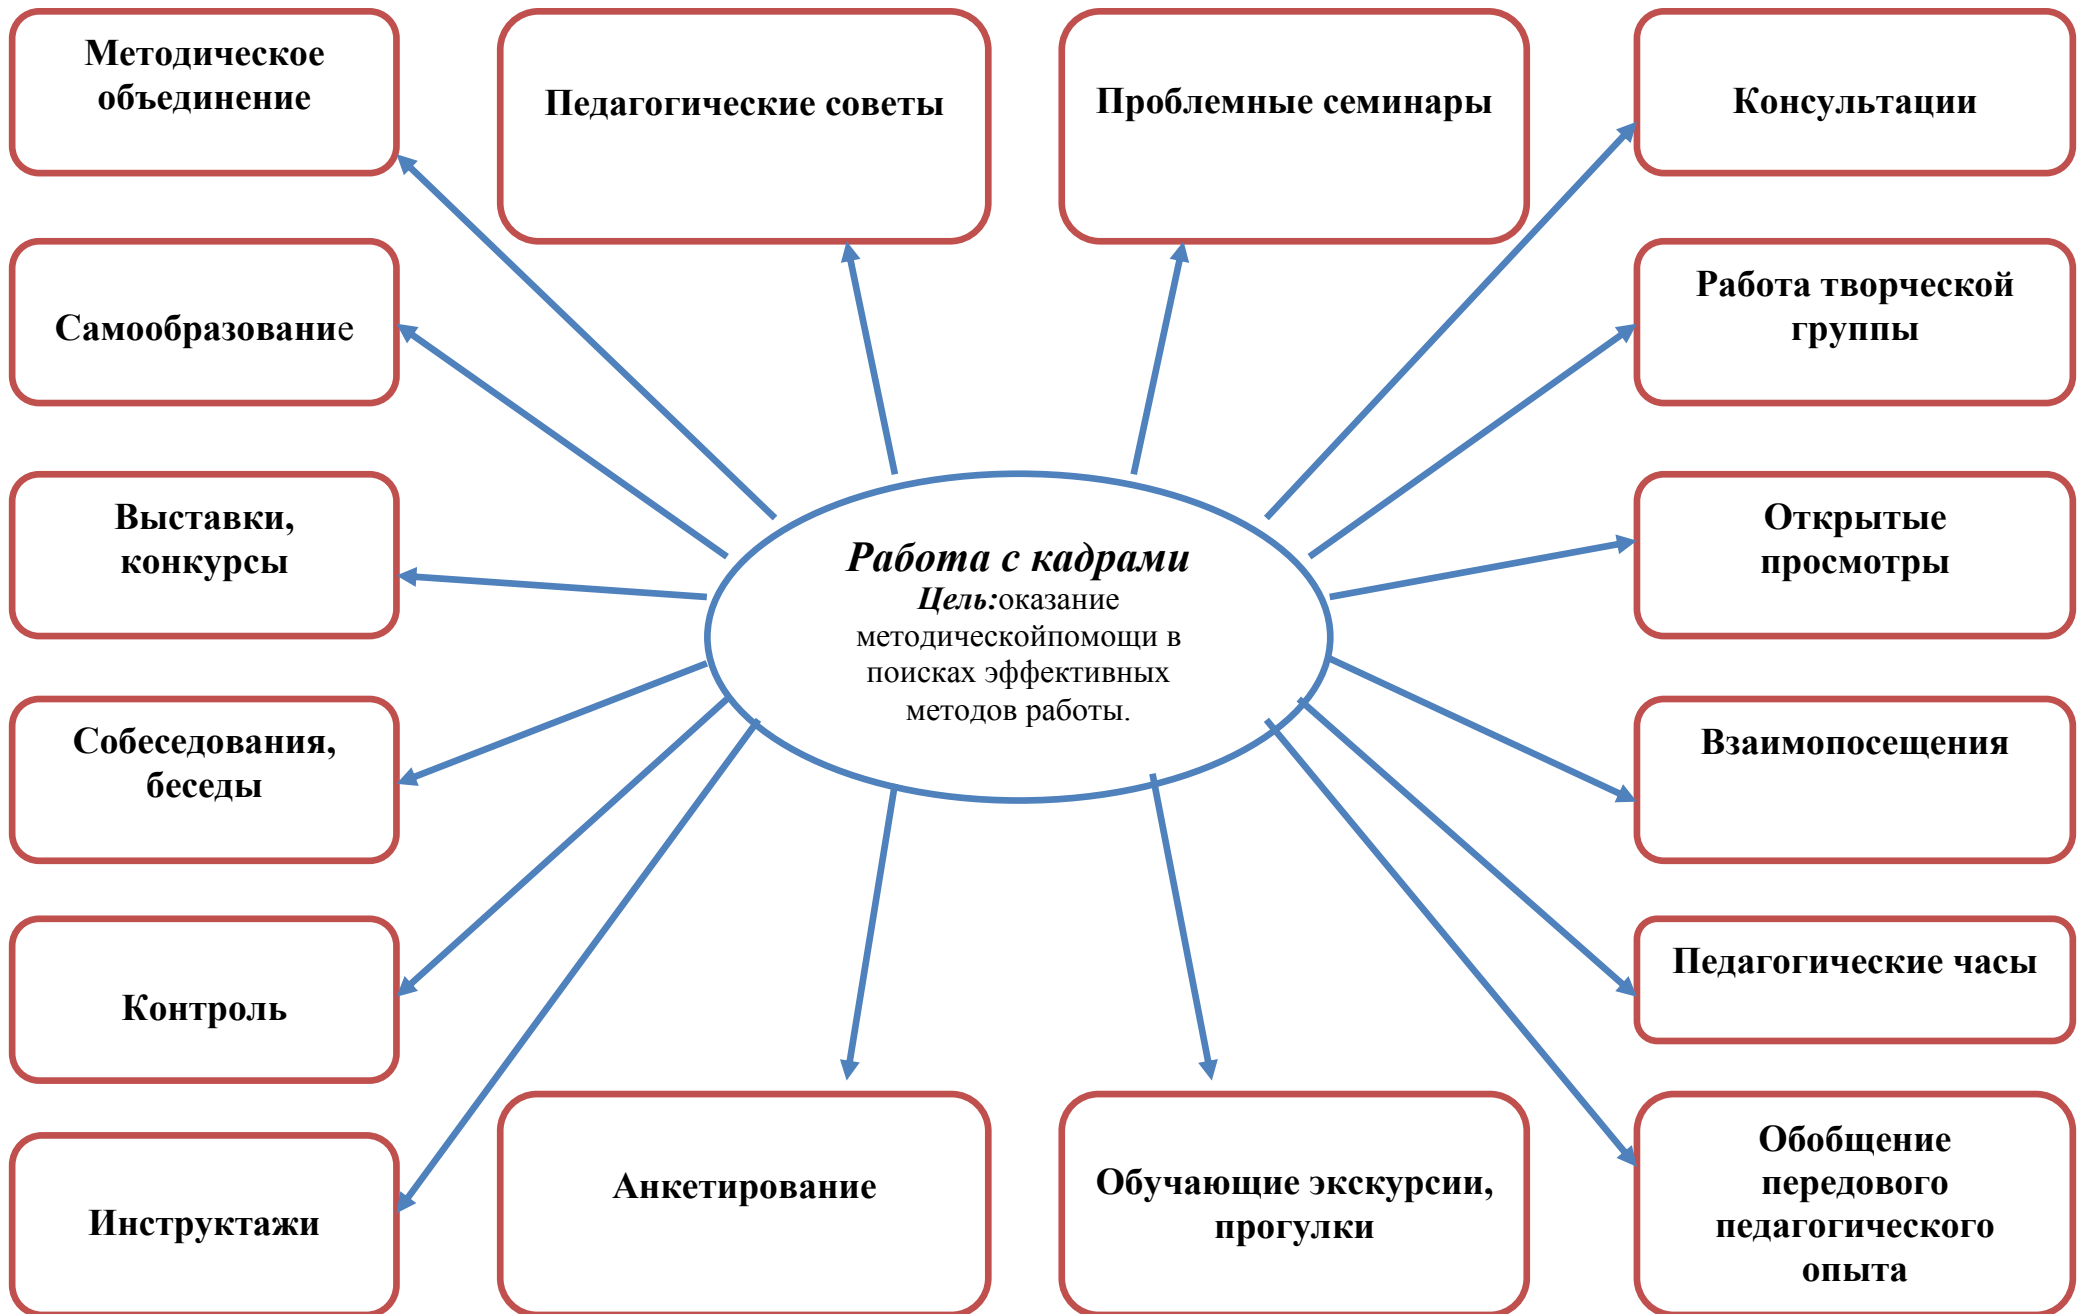 Методическое
объединение
Педагогические советы
Проблемные семинары
Консультации
Самообразование
Работа творческой
группы
Выставки,
конкурсы
Открытые
просмотры
Работа с кадрами
Цель:оказание
методическойпомощи в
поисках эффективных
методов работы.
Собеседования,
беседы
Взаимопосещения
Контроль
Педагогические часы
Инструктажи
Анкетирование
Обучающие экскурсии,
прогулки
Обобщение
передового
педагогического
опыта